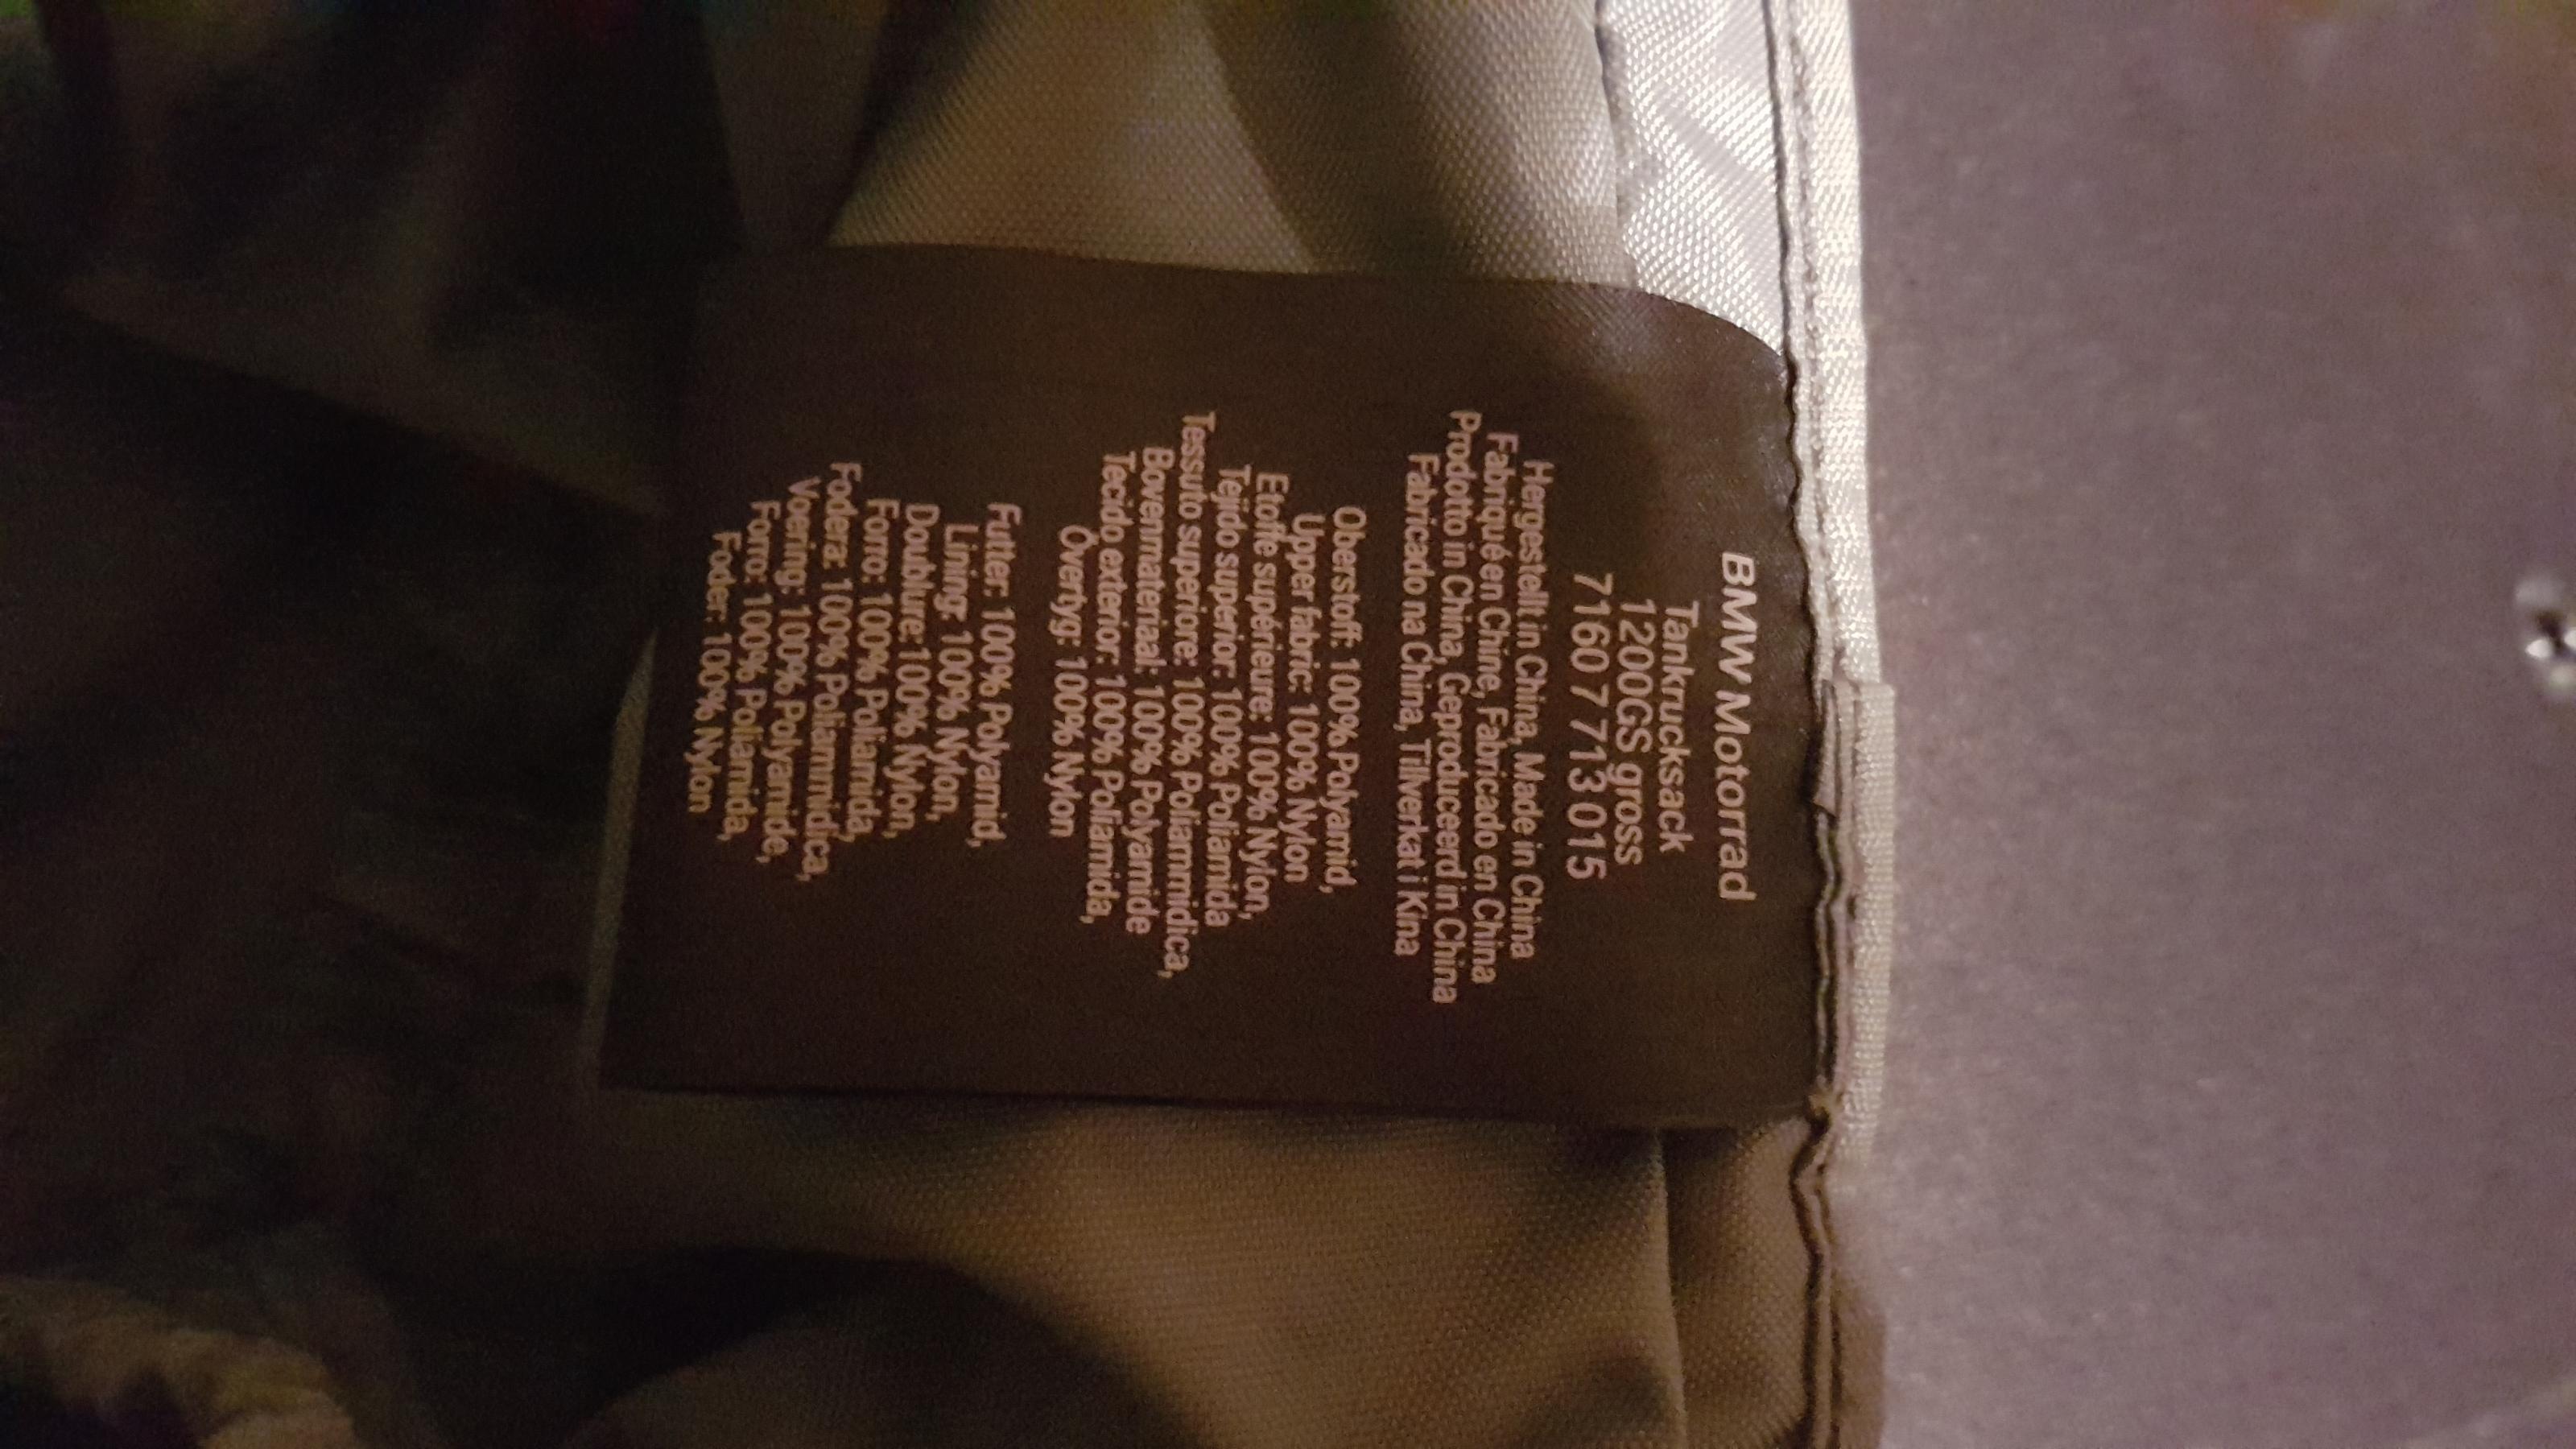 BMW Motorrad
Tankrucksack
1200GS gross
7160 7 713 015
Hergestellt in China, Made in China
Fabriqué en Chine, Fabricado en China
Prodotto in China, Geproduceerd in China
Fabricado na China, Tillverkat i Kina
Oberstoff: 100% Polyamid,
Upper fabric: 100% Nylon
Etoffe supérieure: 100% Nylon,
Tejido superior: 100% Poliamida
Tessuto superiore: 100% Poliammidica,
Bovenmateriaal: 100% Polyamide
Tecido exterior: 100% Poliamida,
Övertyg: 100% Nylon
Futter: 100% Polyamid,
Lining: 100% Nylon,
Doublure: 100% Nylon,
Forro: 100% Poliamida,
Fodera: 100% Poliammidica,
Voering: 100% Polyamide,
Forro: 100% Poliamida,
Foder: 100% Nylon